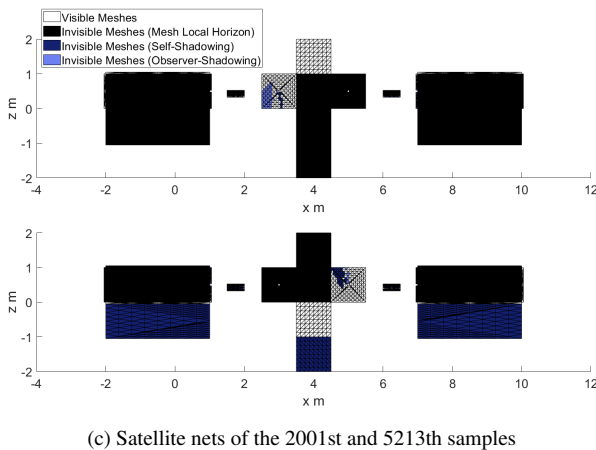 Visible Meshes
Invisible Meshes (Mesh Local Horizon)
Invisible Meshes (Self-Shadowing)
Invisible Meshes (Observer-Shadowing)
z m
1
0
-1
-2
-4 -2 0 2 4 6 8 10 12
x m
z m
2
1
0
-1
-2
-4 -2 0 2 4 6 8 10 12
x m
(c) Satellite nets of the 2001st and 5213th samples